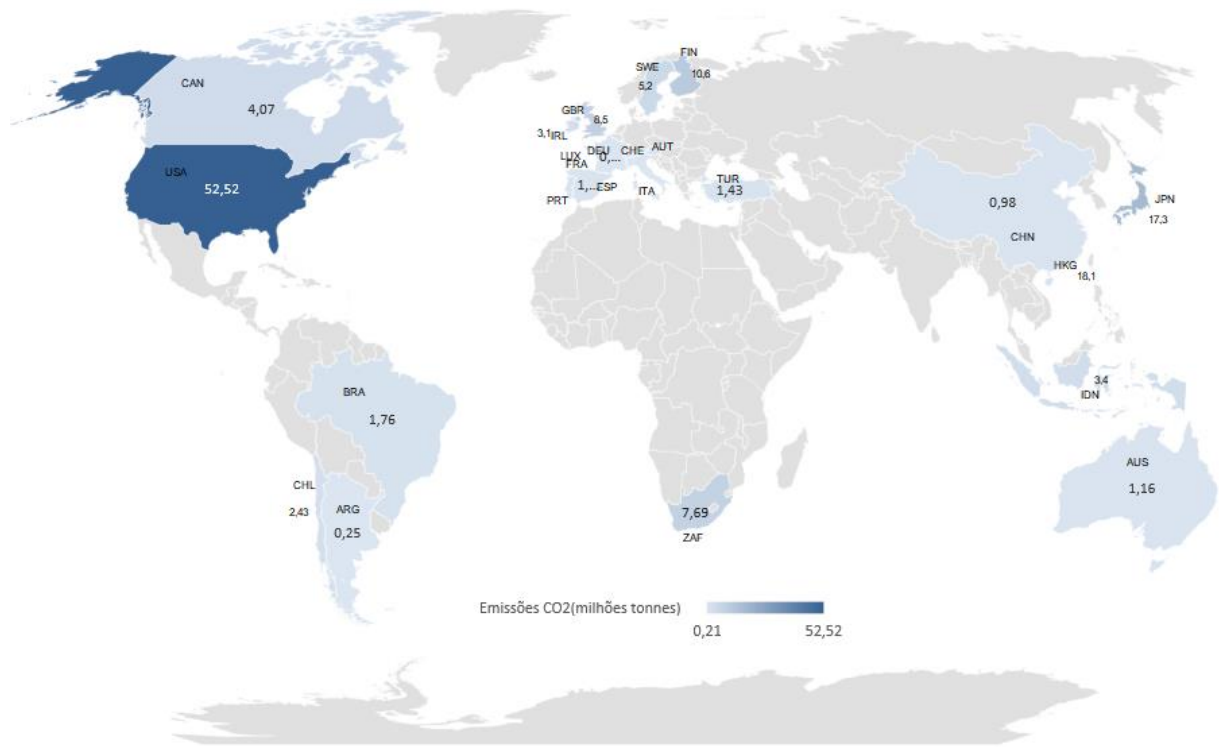 FIN
SWE
10,6
5,2
CAN
4,07
GBR
8,5
3,1
IRL
LUX
DEU
CHE
AUT
0,...
FRA
USA
52,52
TUR
1,43
1,...
ESP
ITA
PRT
0,98
JPN
17,3
CHN
HKG
18,1
3,4
IDN
BRA
1,76
AUS
1,16
CHL
2,43
ARG
0,25
7,69
ZAF
Emissões CO2(milhões tonnes)
0,21 52,52